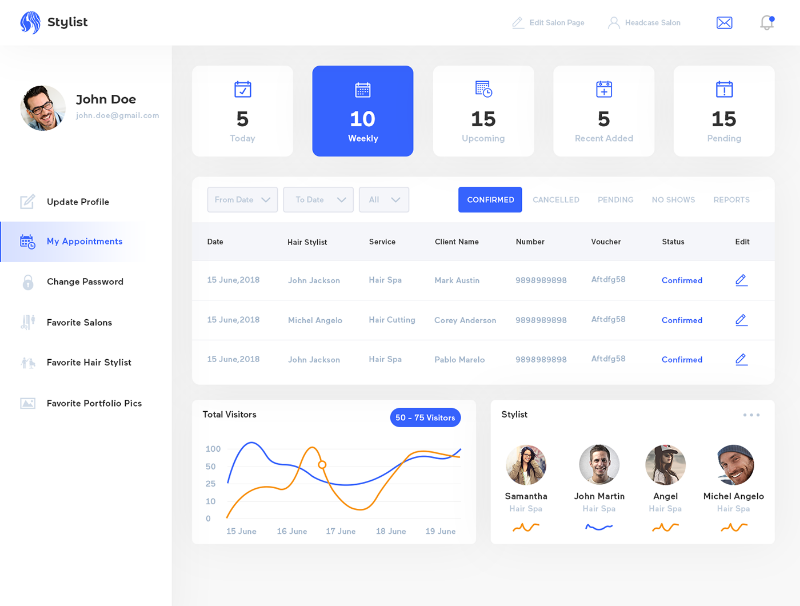 Stylist
Edit Salon Page
Headcase Salon
John Doe
john.doe@gmail.com
Update Profile
My Appointments
Change Password
Favorite Salons
Favorite Hair Stylist
Favorite Portfolio Pics
5
Today
10
Weekly
15
Upcoming
5
Recent Added
15
Pending
From Date To Date All CONFIRMED CANCELLED PENDING NO SHOWS REPORTS
Date Hair Stylist Service Client Name Number Voucher Status Edit
15 June,2018 John Jackson Hair Spa Mark Austin 9898989898 Aftdfg58 Confirmed
15 June,2018 Michel Angelo Hair Cutting Corey Anderson 9898989898 Aftdfg58 Confirmed
15 June,2018 John Jackson Hair Spa Pablo Marelo 9898989898 Aftdfg58 Confirmed
Total Visitors
50 - 75 Visitors
100
50
25
10
0
15 June 16 June 17 June 18 June 19 June
Stylist
Samantha John Martin Angel Michel Angelo
Hair Spa Hair Spa Hair Spa Hair Spa